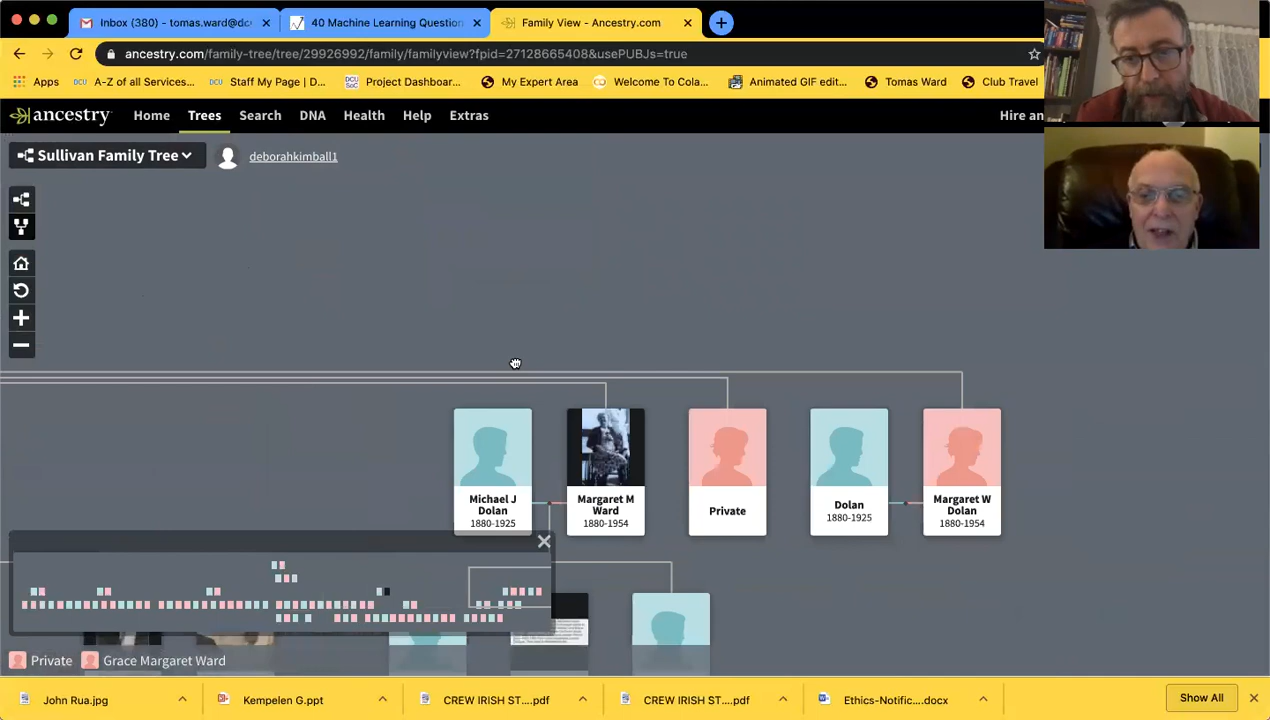 Inbox (380) - tomas.ward@dc
40 Machine Learning Question
Family View - Ancestry.com
ancestry.com/family-tree/tree/29926992/family/familyview?fpid=27128665408&usePUBJs=true
Apps
A-Z of all Services...
Staff My Page | D...
Project Dashboar...
My Expert Area
Welcome To Cola...
Animated GIF edit...
Tomas Ward
Club Travel
ancestry
Home
Trees
Search
DNA
Health
Help
Extras
Hire an
Sullivan Family Tree
deborahkimball1
Michael J
Dolan
1880-1925
Margaret M
Ward
1880-1954
Private
Dolan
1880-1925
Margaret W
Dolan
1880-1954
Private
Grace Margaret Ward
John Rua.jpg
Kempelen G.ppt
CREW IRISH ST....pdf
CREW IRISH ST....pdf
Ethics-Notific....docx
Show All